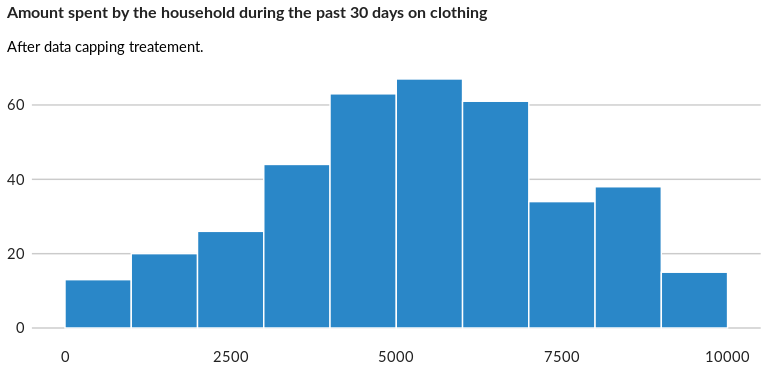 Amount spent by the household during the past 30 days on clothing
After data capping treatement.
60
40
20
0
0 2500 5000 7500 10000